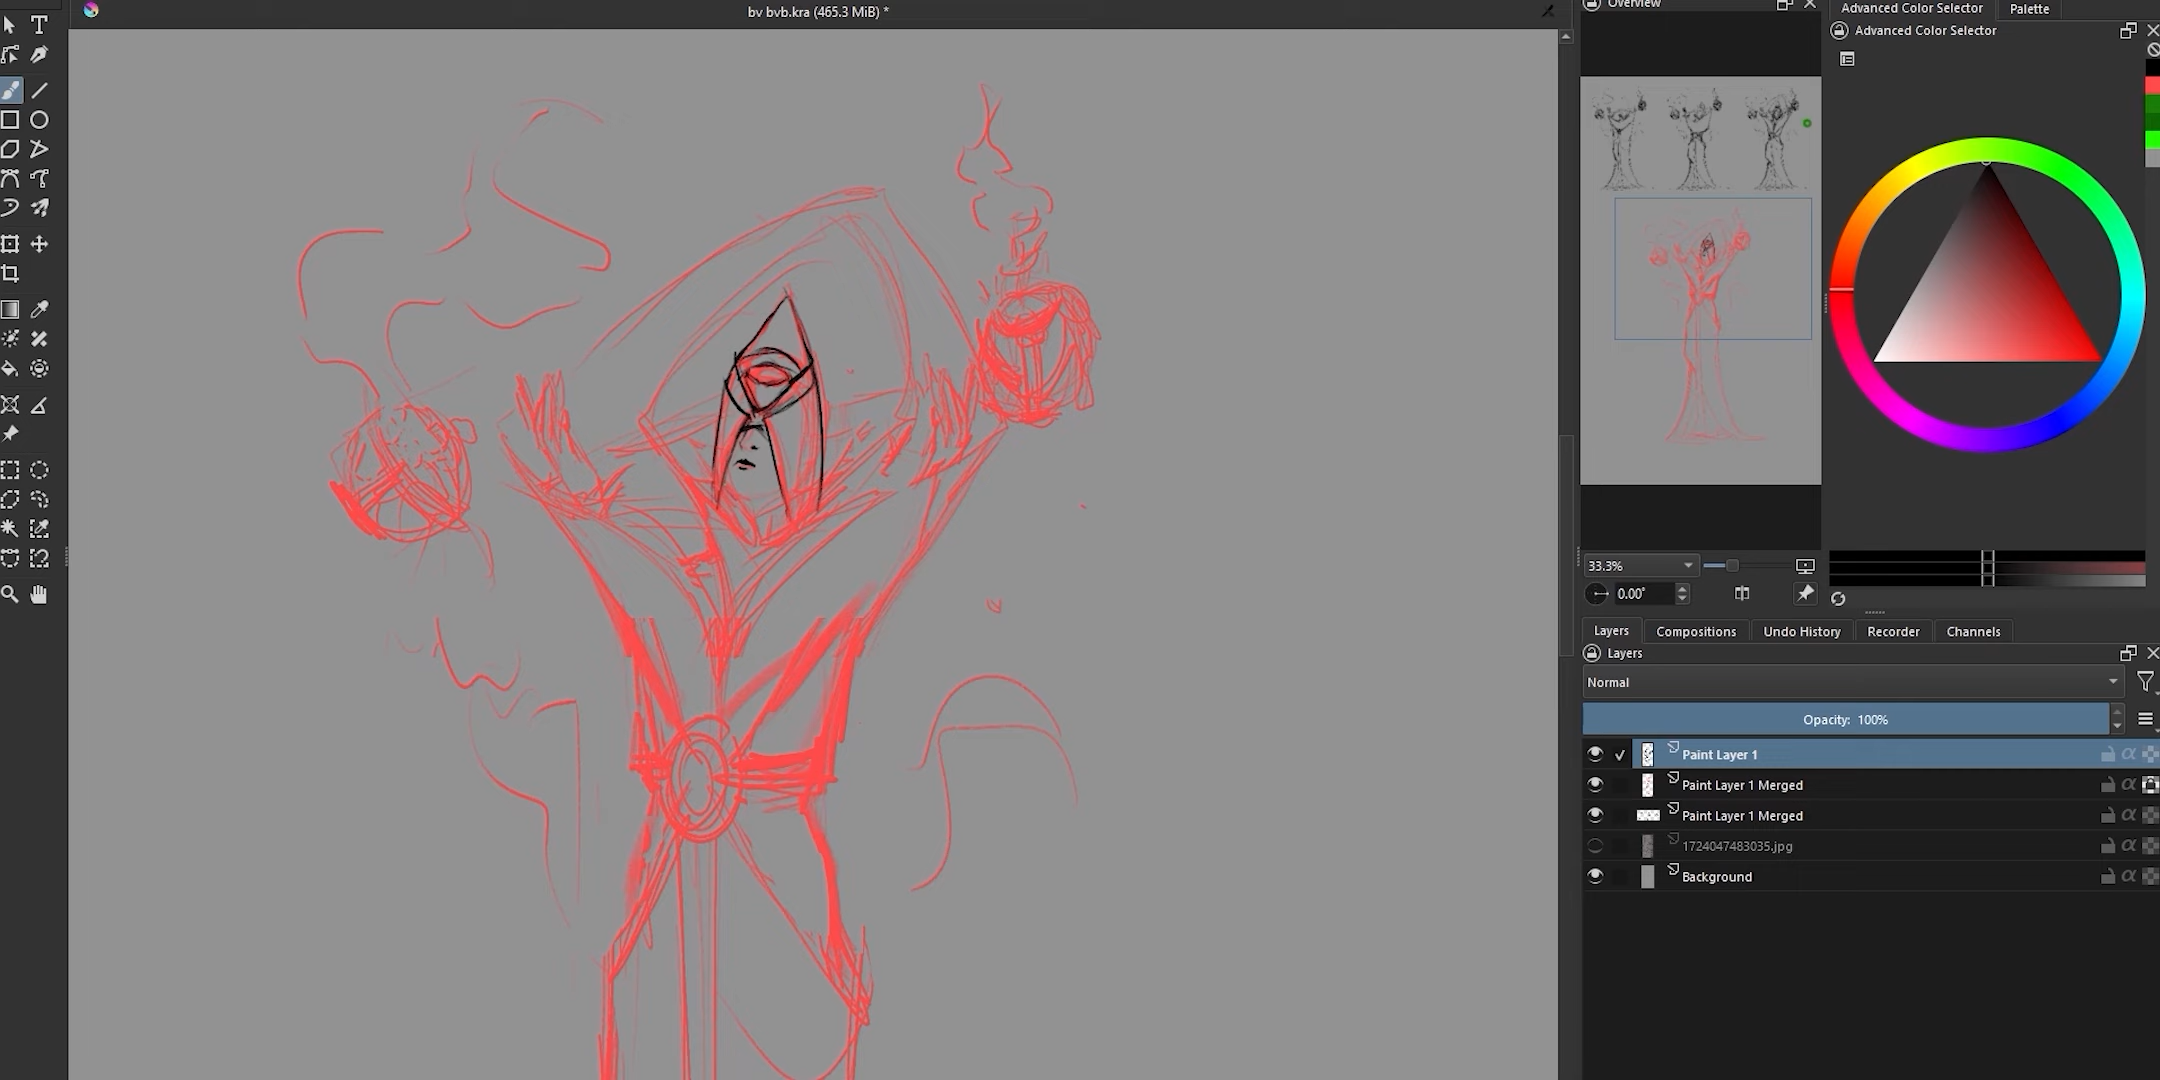 bv bvb.kra (465.3 MiB) *
Overview
Advanced Color Selector
Palette
Advanced Color Selector
33.3%
0.00°
Layers
Compositions
Undo History
Recorder
Channels
Layers
Normal
Opacity: 100%
Paint Layer 1
Paint Layer 1 Merged
Paint Layer 1 Merged
1724047483035.jpg
Background